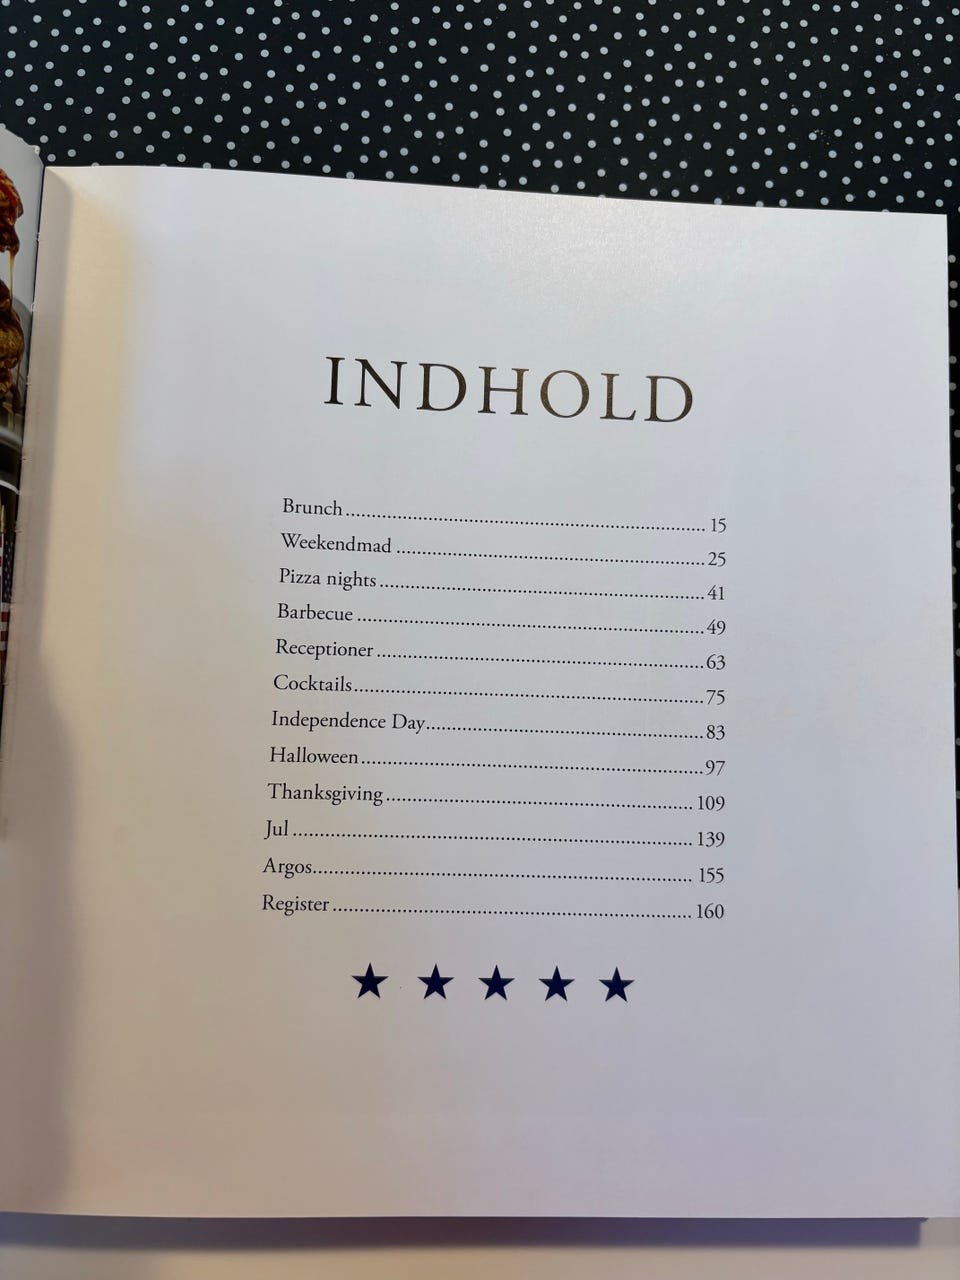 INDHOLD
Brunch 15
Weekendmad 25
Pizza nights 41
Barbecue 49
Receptioner 63
Cocktails 75
Independence Day 83
Halloween 97
Thanksgiving 109
Jul 139
Argos 155
Register 160